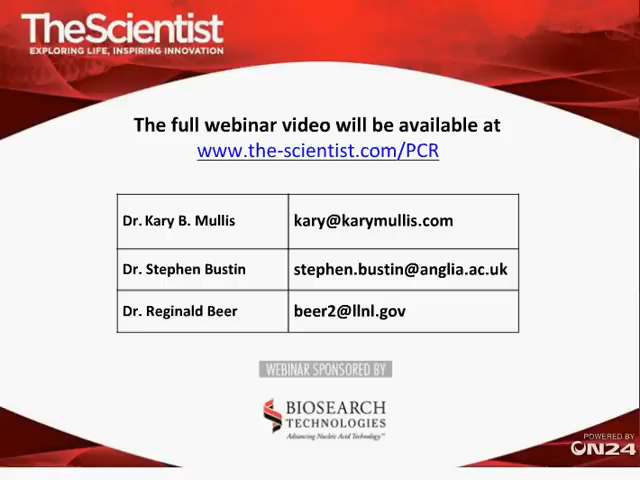 TheScientist
EXPLORING LIFE, INSPIRING INNOVATION
The full webinar video will be available at
www.the-scientist.com/PCR
Dr. Kary B. Mullis kary@karymullis.com
Dr. Stephen Bustin stephen.bustin@anglia.ac.uk
Dr. Reginald Beer beer2@llnl.gov
WEBINAR SPONSORED BY
BIOSEARCH
TECHNOLOGIES
Advancing Nucleic Acid Technology™
POWERED BY
ON24